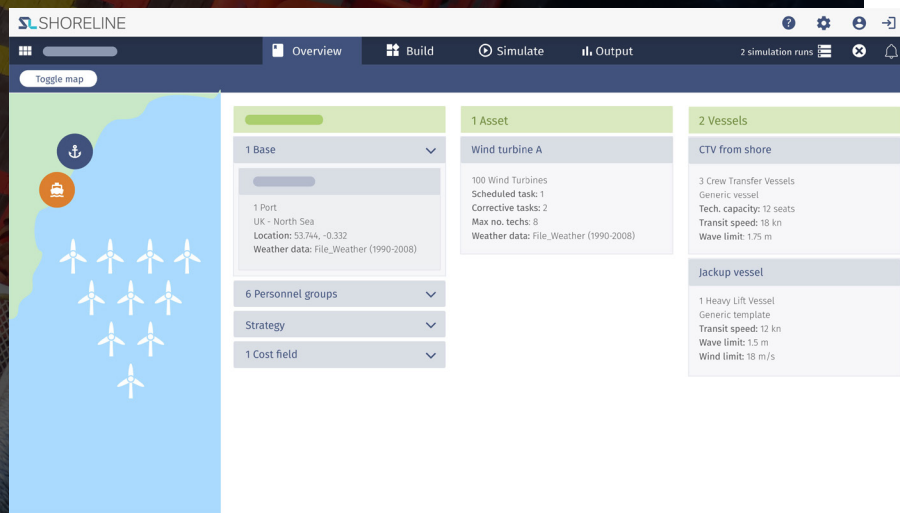 SL SHORELINE
Overview
Build
Simulate
Output
2 simulation runs
Toggle map
1 Base
1 Port
UK - North Sea
Location: 53.744, -0.332
Weather data: File_Weather (1990-2008)
6 Personnel groups
Strategy
1 Cost field
1 Asset
Wind turbine A
100 Wind Turbines
Scheduled task: 1
Corrective tasks: 2
Max no. techs: 8
Weather data: File_Weather (1990-2008)
2 Vessels
CTV from shore
3 Crew Transfer Vessels
Generic vessel
Tech. capacity: 12 seats
Transit speed: 18 kn
Wave limit: 1.75 m
Jackup vessel
1 Heavy Lift Vessel
Generic template
Transit speed: 12 kn
Wave limit: 1.5 m
Wind limit: 18 m/s